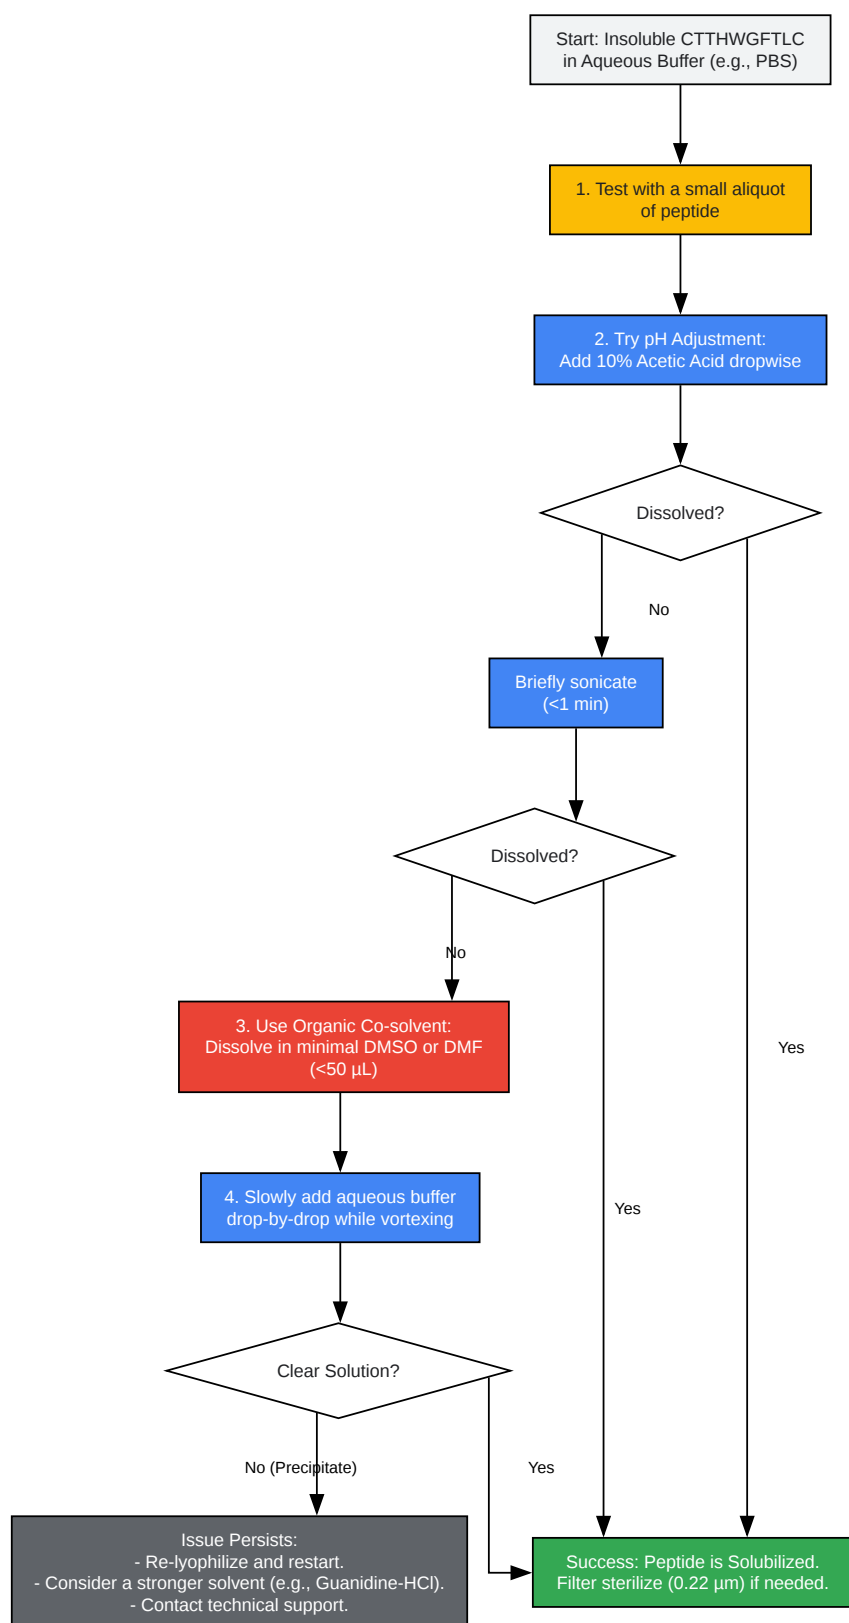 Start: Insoluble CTTHWGFTLC
in Aqueous Buffer (e.g., PBS)
1. Test with a small aliquot
of peptide
2. Try pH Adjustment:
Add 10% Acetic Acid dropwise
Dissolved?
No
Briefly sonicate
(<1 min)
Dissolved?
No
3. Use Organic Co-solvent:
Dissolve in minimal DMSO or DMF
(<50 µL)
Yes
4. Slowly add aqueous buffer
drop-by-drop while vortexing
Yes
Clear Solution?
No (Precipitate)
Yes
Issue Persists:
- Re-lyophilize and restart.
- Consider a stronger solvent (e.g., Guanidine-HCl).
- Contact technical support.
Success: Peptide is Solubilized.
Filter sterilize (0.22 µm) if needed.